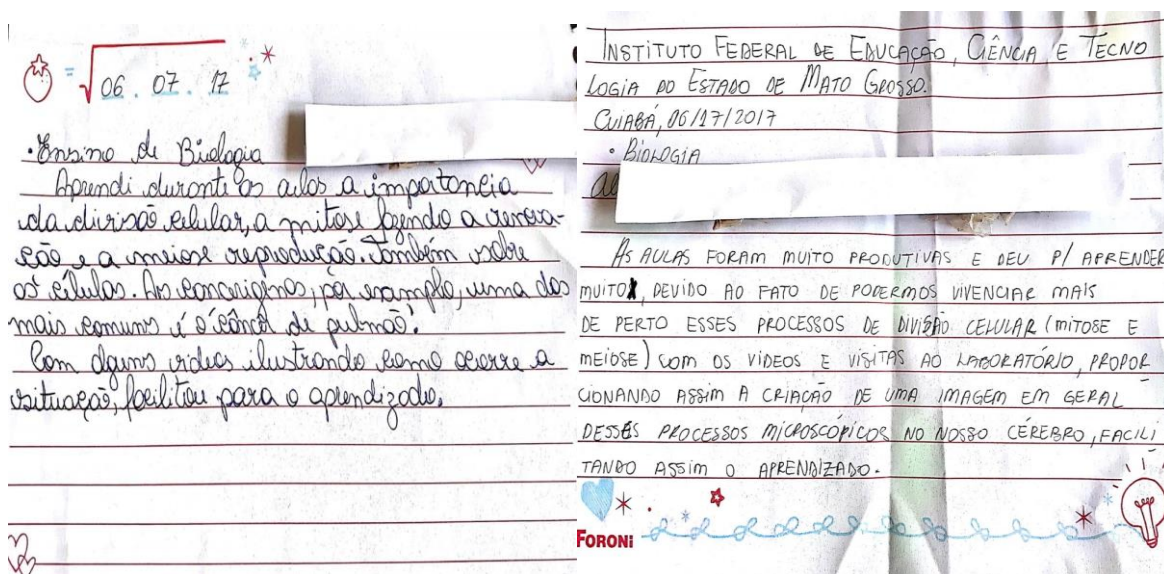 06.07.17
• Ensino de Biologia
Aprendi durante as aulas a importancia
da divisão celular, a mitose fazendo a
ção e a meiose reprodução. Também sobre
as células. As concerígenas, por exemplo, uma das
mais comuns é o cânce de pulmão.
Com alguns videos ilustrando como ocorre a
situação, facilitou para o aprendizado.
INSTITUTO FEDERAL DE EDUCAÇÃO, CIÊNCIA E TECNO
LOGIA DO ESTADO DE MATO GROSSO.
CUIABÁ, 06/17/2017
• BIOLOGIA
AS AULAS FORAM MUITO PRODUTIVAS E DEU P/ APRENDER
MUITO, DEVIDO AO FATO DE PODERMOS VIVENCIAR MAIS
DE PERTO ESSES PROCESSOS DE DIVISÃO CELULAR (MITOSE E
MEIOSE) COM OS VIDEOS E VISITAS AO LABORATÓRIO, PROPOR
CIONANDO ASSIM A CRIAÇÃO DE UMA IMAGEM EM GERAL
DESSES PROCESSOS MICROSCÓPICOS NO NOSSO CÉREBRO, FACILI
TANDO ASSIM O APRENDIZADO.
FORONI